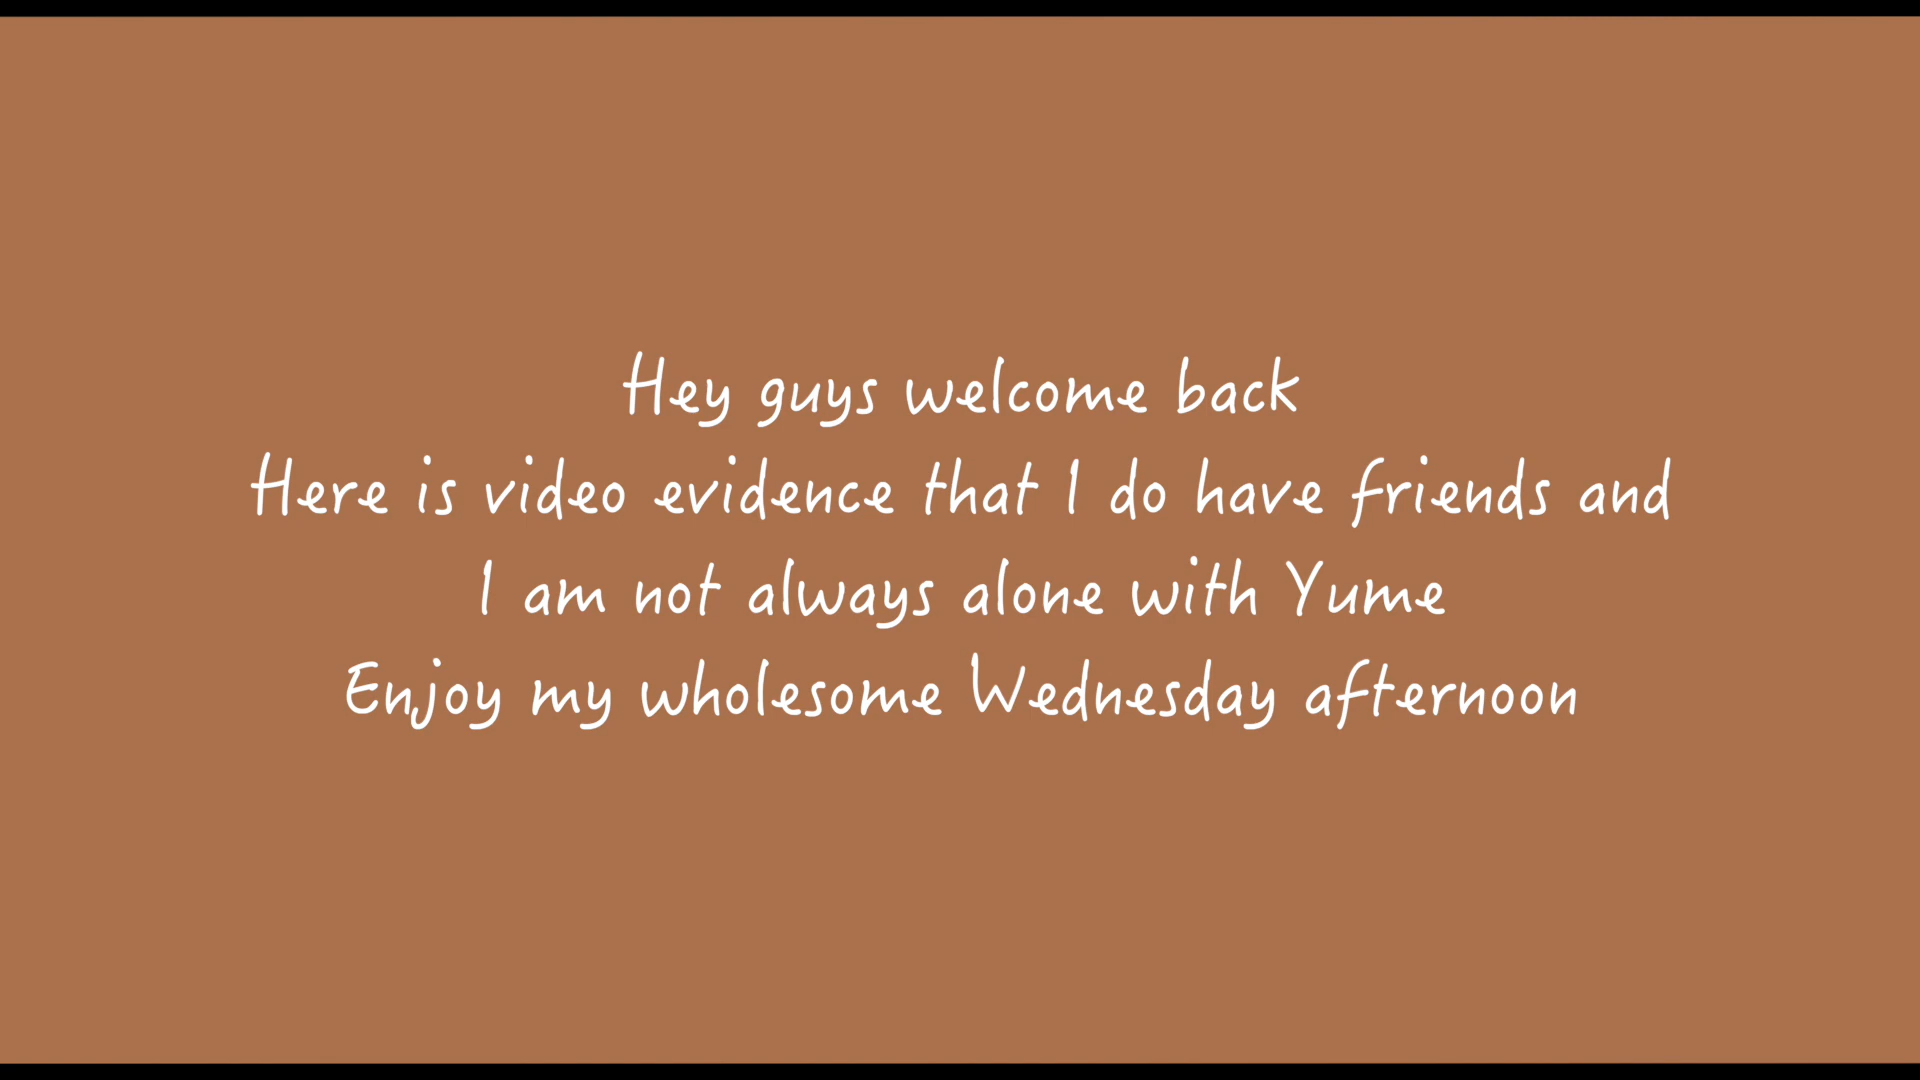 Hey guys welcome back
Here is video evidence that I do have friends and
I am not always alone with Yume
Enjoy my wholesome Wednesday afternoon